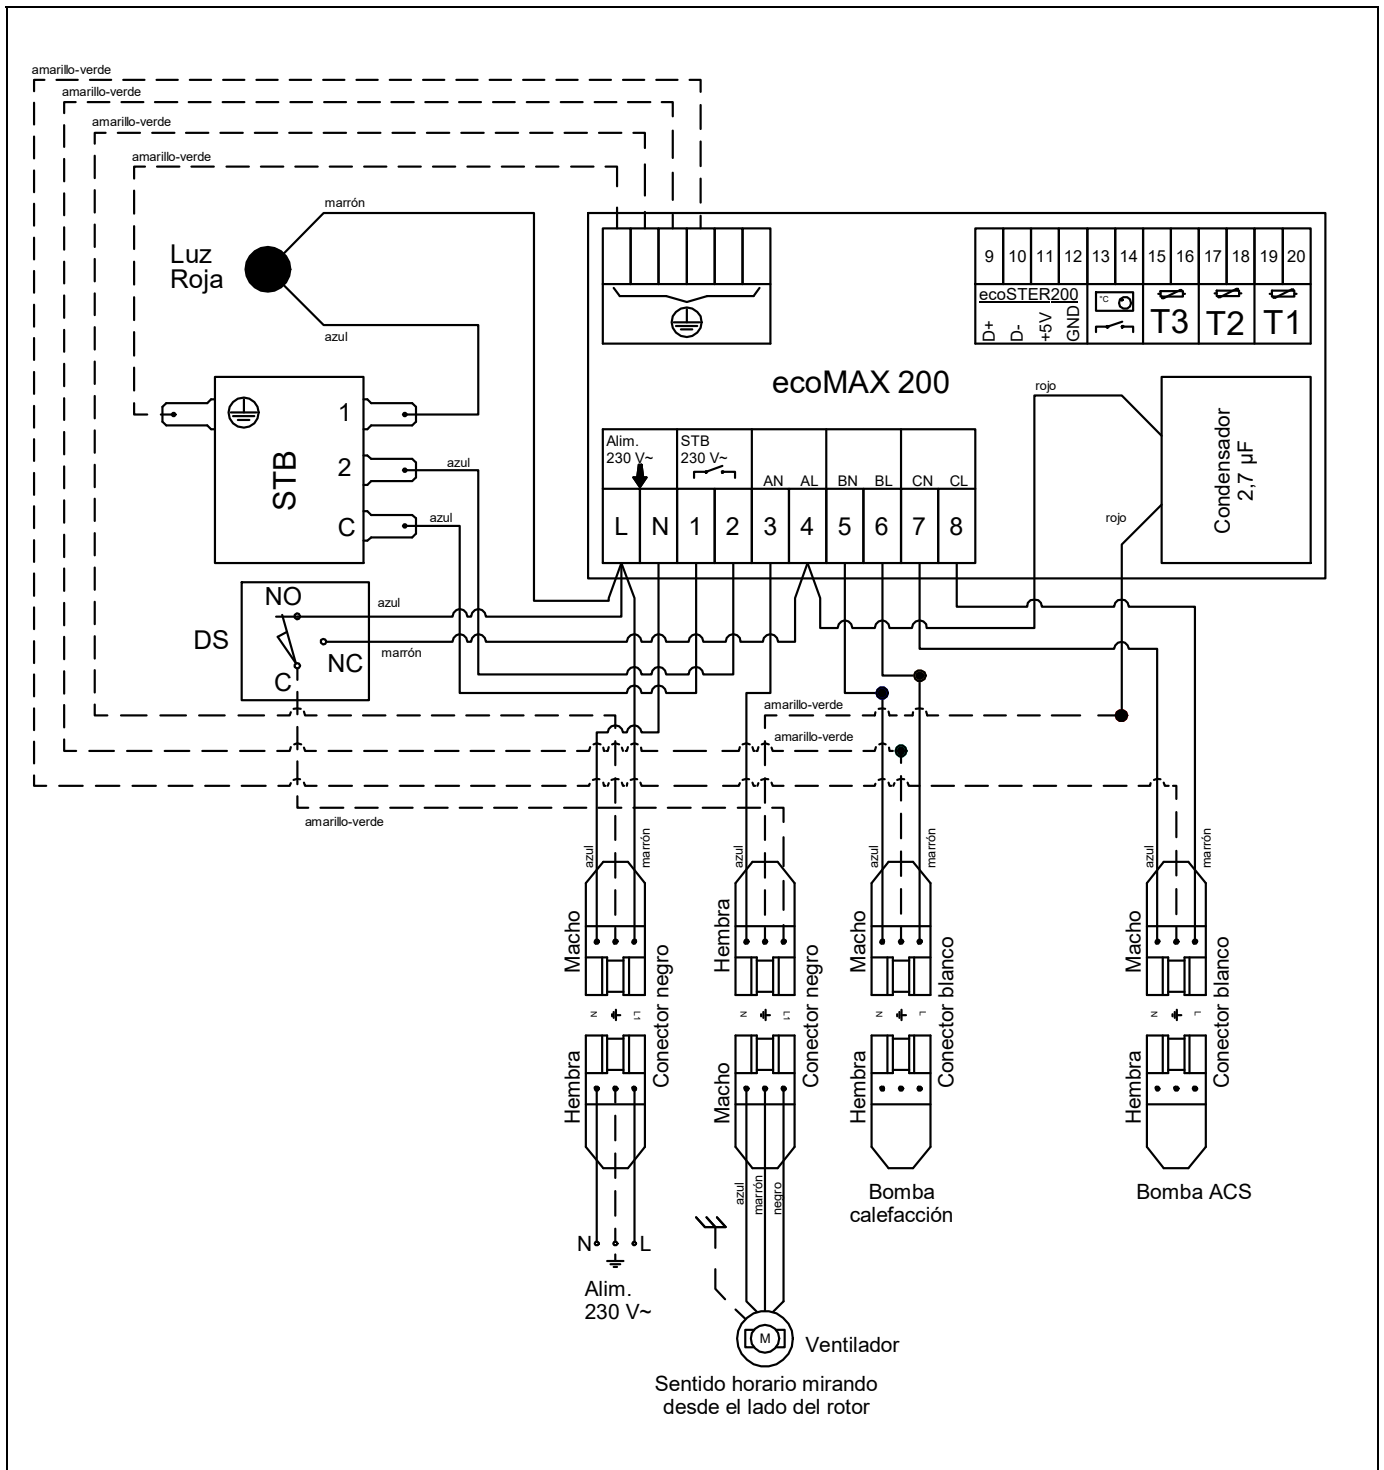 amarillo-verde
amarillo-verde
amarillo-verde
amarillo-verde
marrón
Luz
Roja
azul
9 10 11 12 13 14 15 16 17 18 19 20
ecoSTER200
D+
D-
+5V
GND
°C
T3
T2
T1
ecoMAX 200
rojo
Condensador
2,7 µF
rojo
STB
1
2
C
azul
azul
Alim.
230 V~
STB
230 V~
AN AL BN BL CN CL
L N 1 2 3 4 5 6 7 8
DS
NO
NC
C
azul
marrón
amarillo-verde
amarillo-verde
amarillo-verde
azul
marrón
azul
azul
marrón
azul
marrón
Macho
Conector negro
Hembra
N
L1
Hembra
Conector negro
Macho
N
L1
Macho
Conector blanco
Hembra
N
L
Macho
Conector blanco
Hembra
N
L
azul
marrón
negro
Bomba
calefacción
Bomba ACS
N
L
Alim.
230 V~
M
Ventilador
Sentido horario mirando
desde el lado del rotor